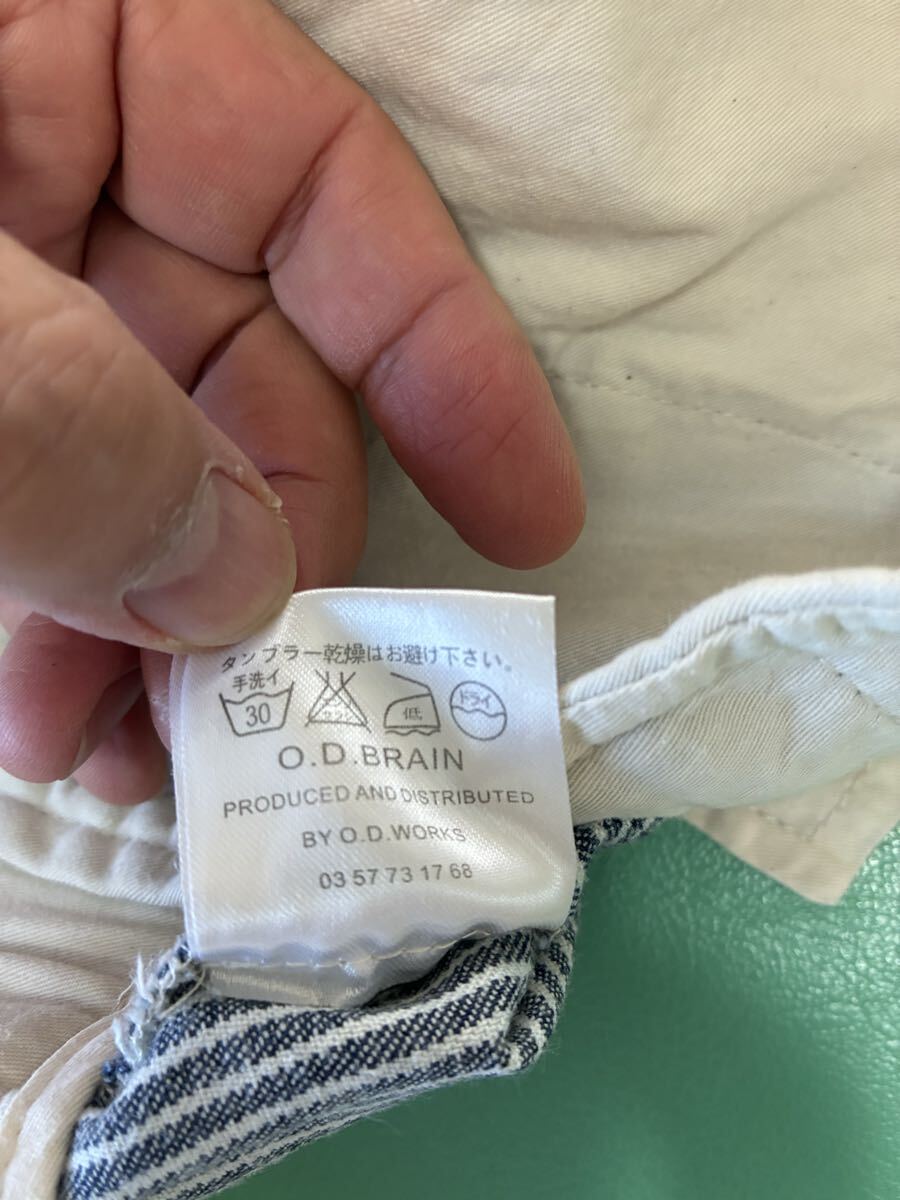 タンブラー乾燥はお避け下さい。
手洗イ
30
低
ドライ
O.D.BRAIN
PRODUCED AND DISTRIBUTED
BY O.D.WORKS
03 57 73 17 68